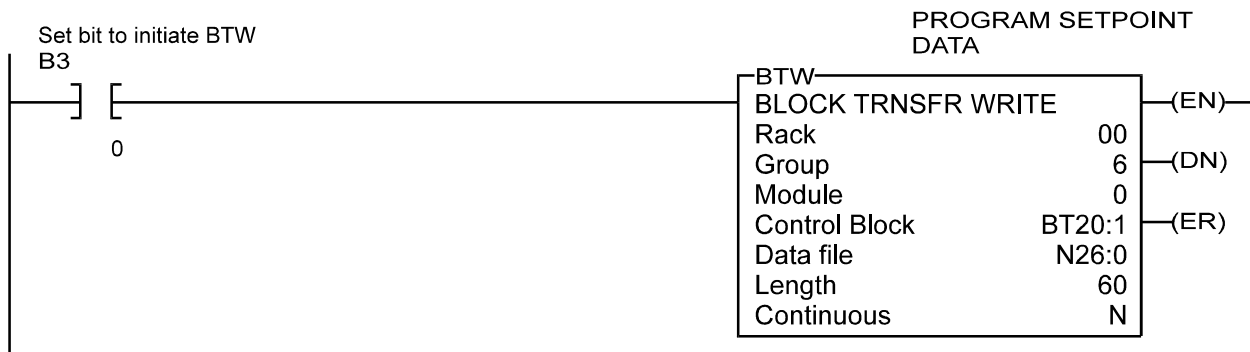 PROGRAM SETPOINT
DATA
Set bit to initiate BTW
B3
0
BTW
BLOCK TRNSFR WRITE
Rack 00
Group 6
Module 0
Control Block BT20:1
Data file N26:0
Length 60
Continuous N
(EN)
(DN)
(ER)